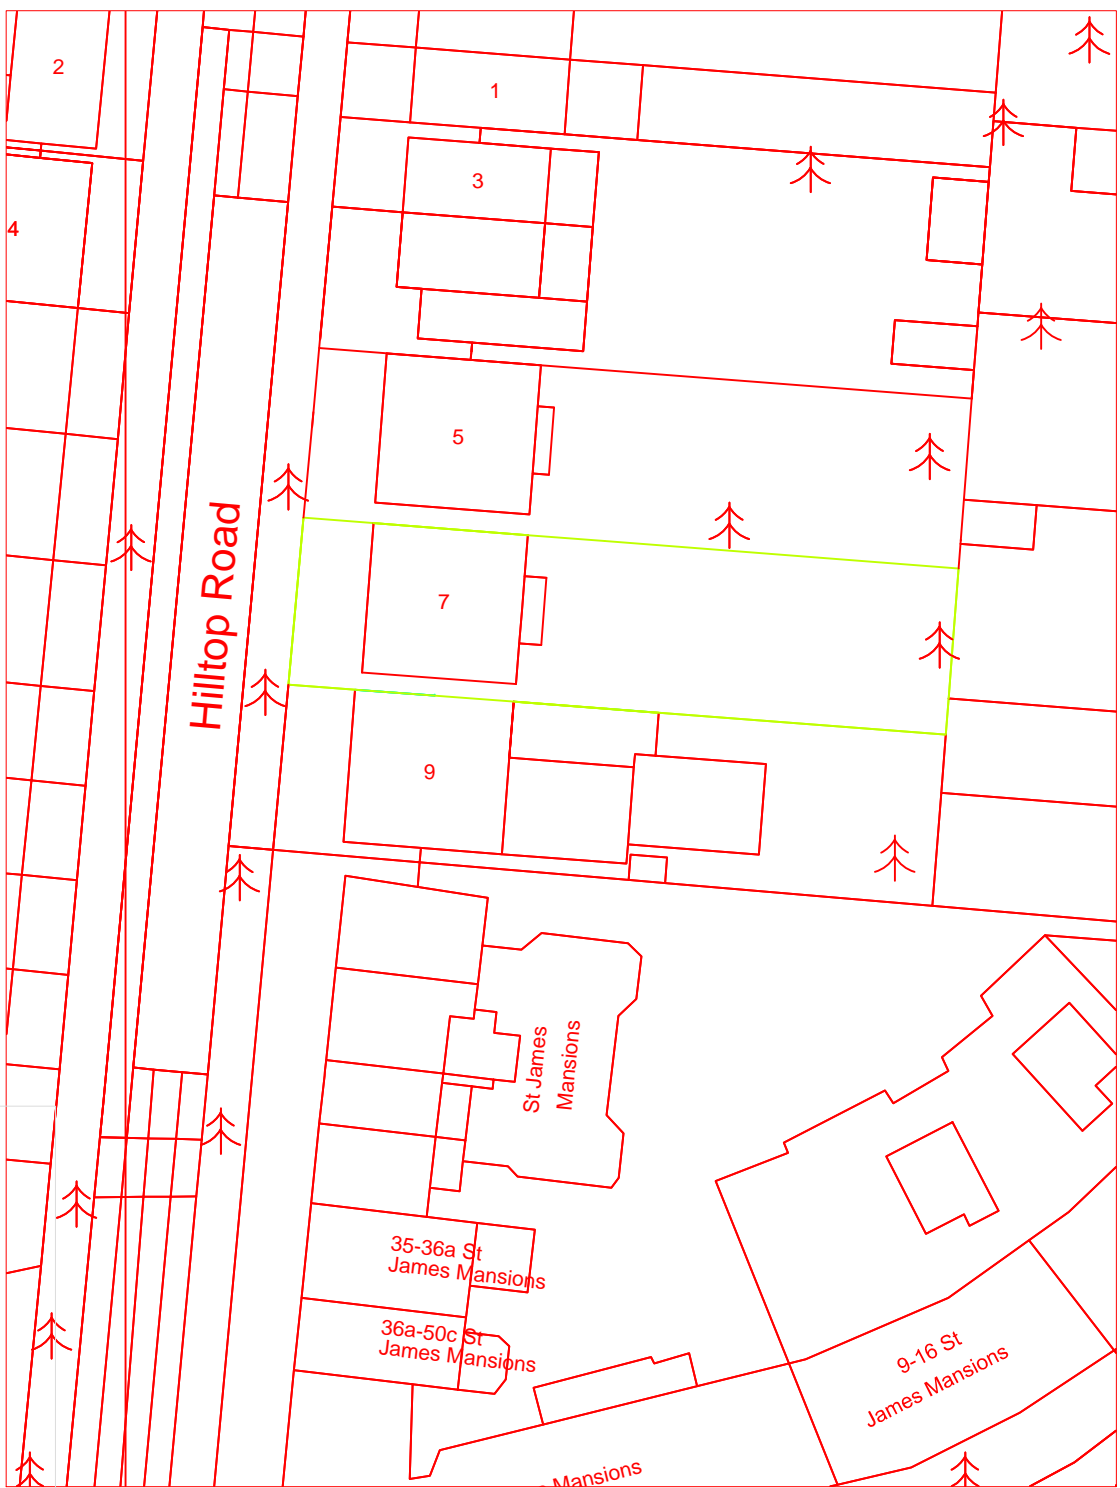 2
1
3
4
5
Hilltop Road
7
9
St James
Mansions
35-36a St
James Mansions
36a-50c St
James Mansions
9-16 St
James Mansions
Mansions